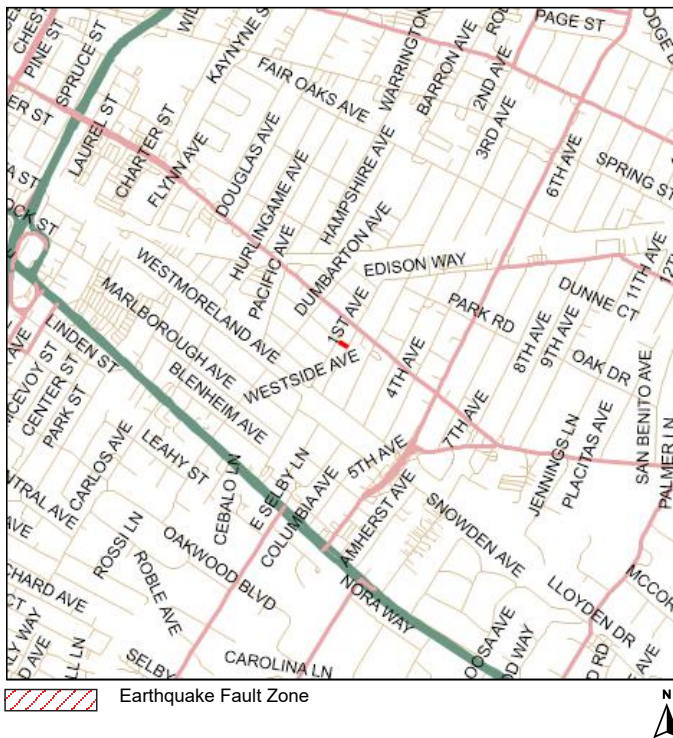 WARRINGTON
PAGE ST
PINE ST
SPRUCE ST
KAYNYNE S
BARRON AVE
2ND AVE
FAIR OAKS AVE
3RD AVE
6TH AVE
LAUREL ST
CHARTER ST
FLYNN AVE
DOUGLAS AVE
HAMPSHIRE AVE
SPRING ST
HURLINGAME AVE
DUMBARTON AVE
PACIFIC AVE
EDISON WAY
WESTMORELAND AVE
1ST AVE
PARK RD
DUNNE CT
11TH AVE
MARLBOROUGH AVE
8TH AVE
9TH AVE
OAK DR
LINDEN ST
WESTSIDE AVE
4TH AVE
SAN BENITO AVE
MCEVOY ST
CENTER ST
PARK ST
BLENHEIM AVE
7TH AVE
PALMER LN
LEAHY ST
5TH AVE
JENNINGS LN
PLACITAS AVE
CARLOS AVE
CEBALO LN
E SELBY LN
COLUMBIA AVE
AMHERST AVE
SNOWDEN AVE
ROSSI LN
ROBLE AVE
OAKWOOD BLVD
NORA WAY
LLOYDEN DR
MCCOR
SELBY
CAROLINA LN
Earthquake Fault Zone
N